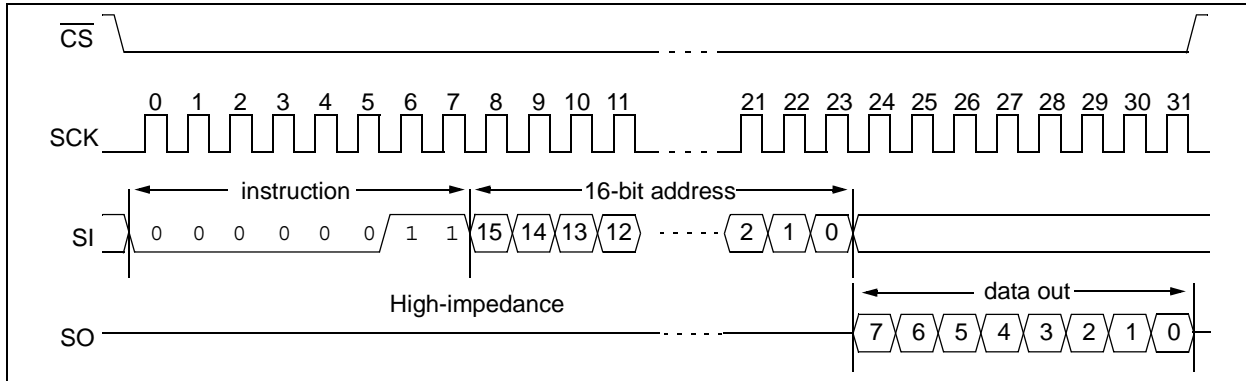 CS
0 1 2 3 4 5 6 7 8 9 10 11 21 22 23 24 25 26 27 28 29 30 31
SCK
instruction 16-bit address
SI 0 0 0 0 0 0 1 1 15 14 13 12 2 1 0
High-impedance data out
SO 7 6 5 4 3 2 1 0